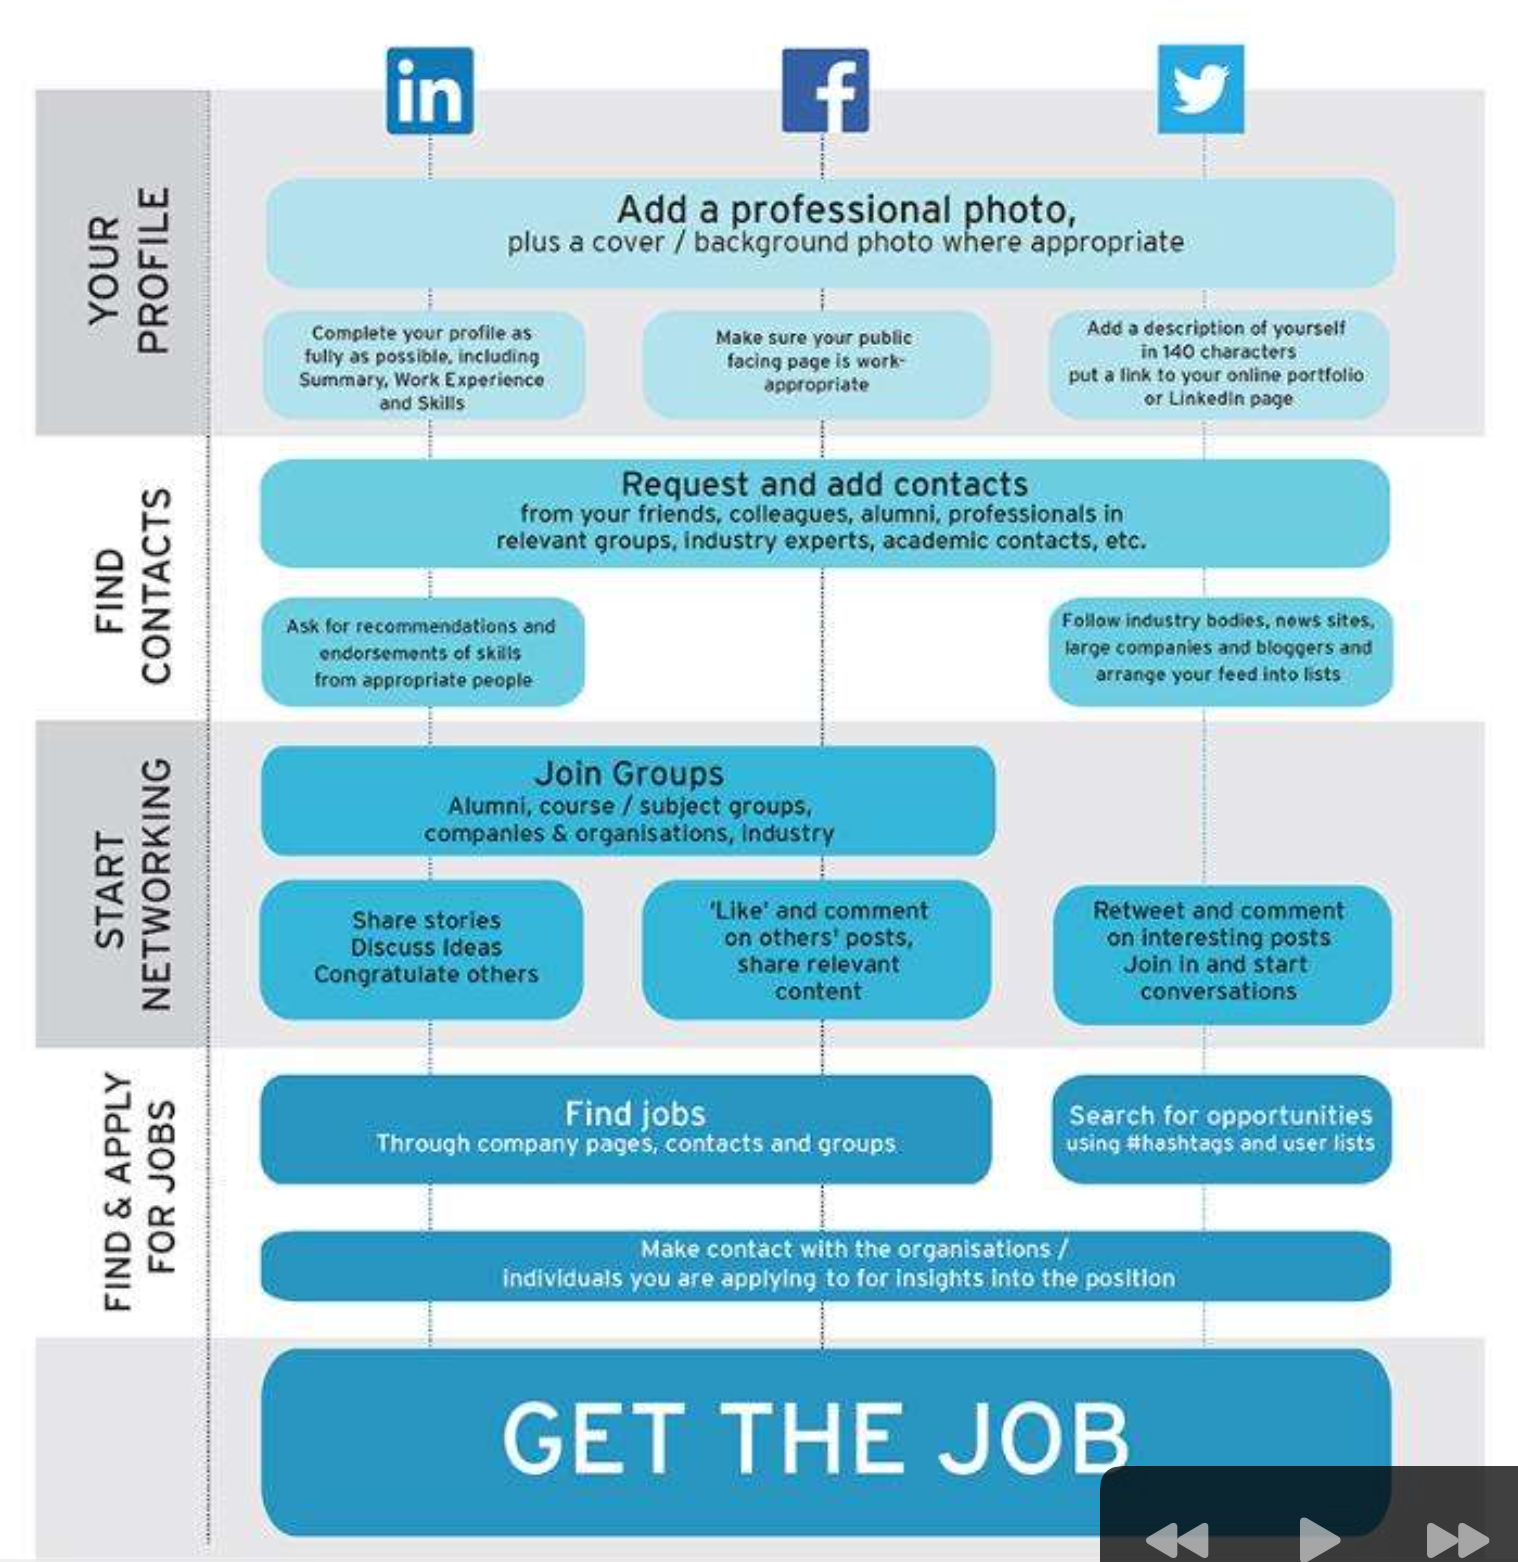 in
f
YOUR
PROFILE
Add a professional photo,
plus a cover / background photo where appropriate
Complete your profile as
fully as possible, including
Summary, Work Experience
and Skills
Make sure your public
facing page is work-
appropriate
Add a description of yourself
in 140 characters
put a link to your online portfolio
or LinkedIn page
FIND
CONTACTS
Request and add contacts
from your friends, colleagues, alumni, professionals in
relevant groups, industry experts, academic contacts, etc.
Ask for recommendations and
endorsements of skills
from appropriate people
Follow industry bodies, news sites,
large companies and bloggers and
arrange your feed into lists
START
NETWORKING
Join Groups
Alumni, course / subject groups,
companies & organisations, industry
Share stories
Discuss Ideas
Congratulate others
'Like' and comment
on others' posts,
share relevant
content
Retweet and comment
on interesting posts
Join in and start
conversations
FIND & APPLY
FOR JOBS
Find jobs
Through company pages, contacts and groups
Search for opportunities
using #hashtags and user lists
Make contact with the organisations /
individuals you are applying to for insights into the position
GET THE JOB